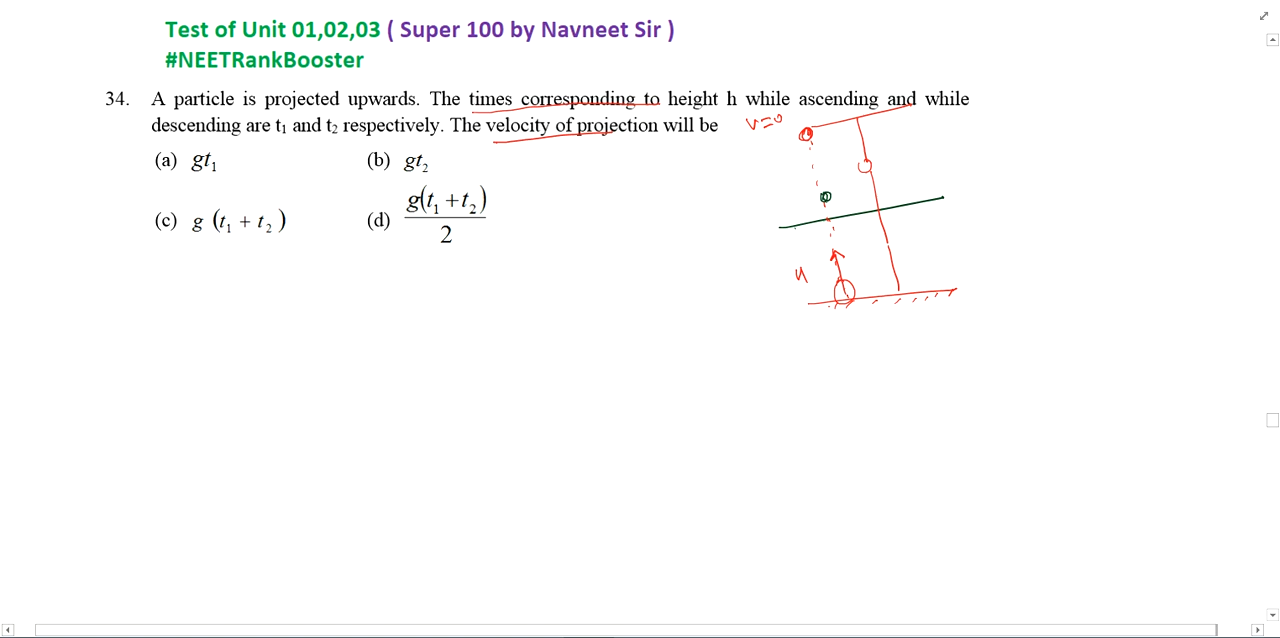 Test of Unit 01,02,03 ( Super 100 by Navneet Sir )
#NEETRankBooster
34. A particle is projected upwards. The times corresponding to height h while ascending and while
descending are t₁ and t₂ respectively. The velocity of projection will be
v=0
(a) gt₁ (b) gt₂
(c) g (t₁ + t₂ ) (d) g(t₁ + t₂)/2
u